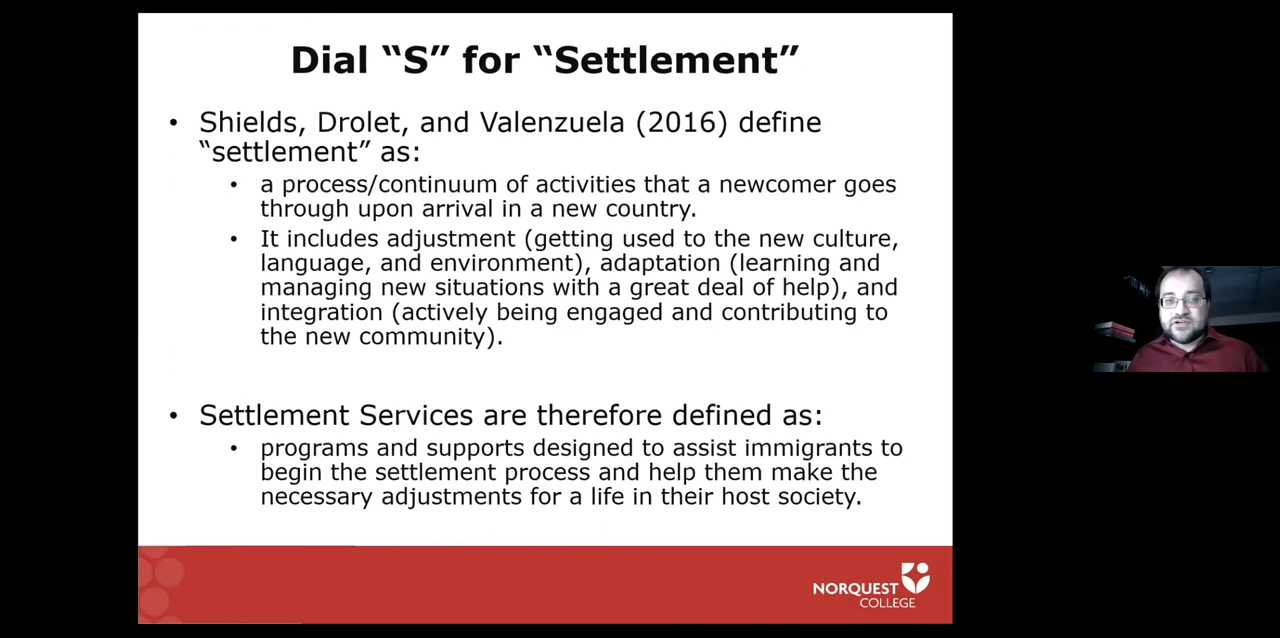 Dial “S” for “Settlement”
• Shields, Drolet, and Valenzuela (2016) define
“settlement” as:
• a process/continuum of activities that a newcomer goes
through upon arrival in a new country.
• It includes adjustment (getting used to the new culture,
language, and environment), adaptation (learning and
managing new situations with a great deal of help), and
integration (actively being engaged and contributing to
the new community).
• Settlement Services are therefore defined as:
• programs and supports designed to assist immigrants to
begin the settlement process and help them make the
necessary adjustments for a life in their host society.
NORQUEST
COLLEGE